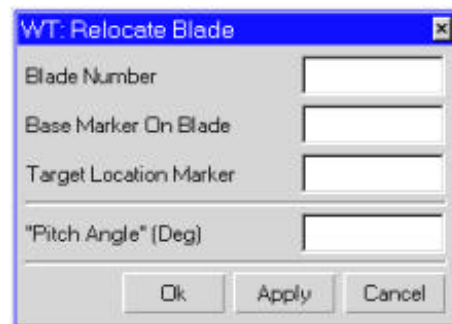 WT: Relocate Blade
Blade Number
Base Marker On Blade
Target Location Marker
"Pitch Angle" (Deg)
Ok Apply Cancel